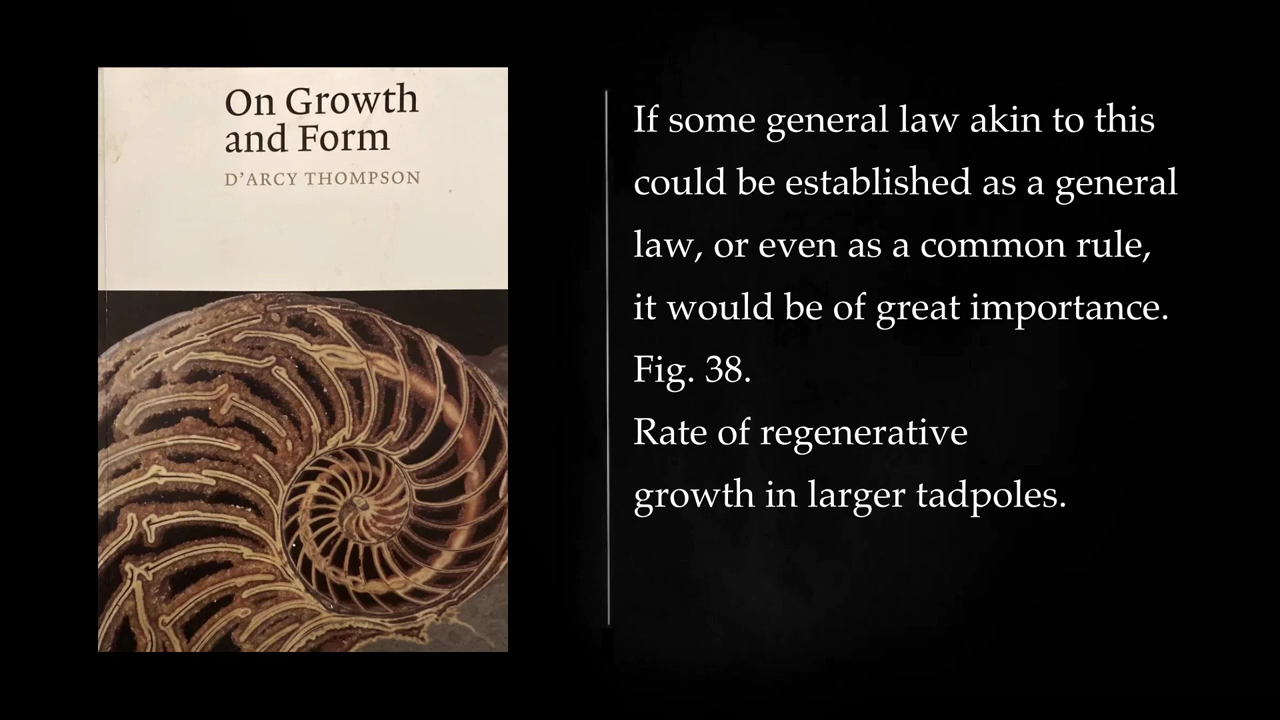 On Growth
and Form
D'ARCY THOMPSON
If some general law akin to this
could be established as a general
law, or even as a common rule,
it would be of great importance.
Fig. 38.
Rate of regenerative
growth in larger tadpoles.